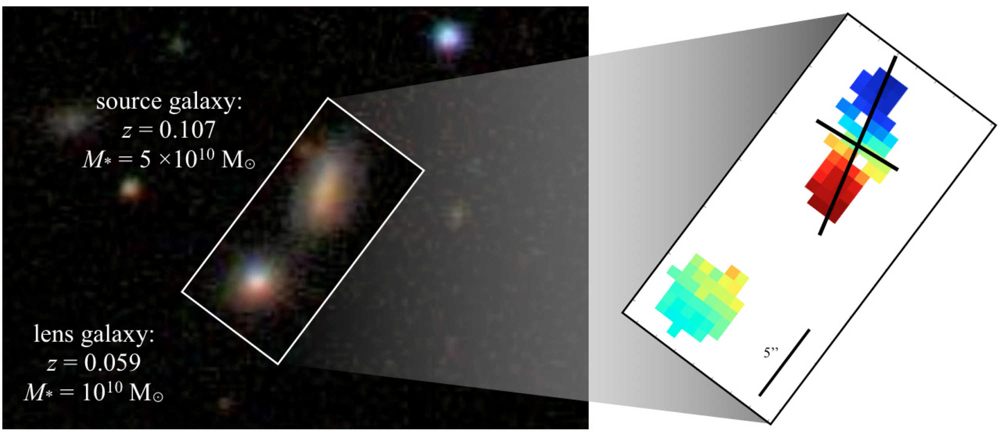 source galaxy:
z = 0.107
M* = 5 ×10¹⁰ M☉
lens galaxy:
z = 0.059
M* = 10¹⁰ M☉
5”